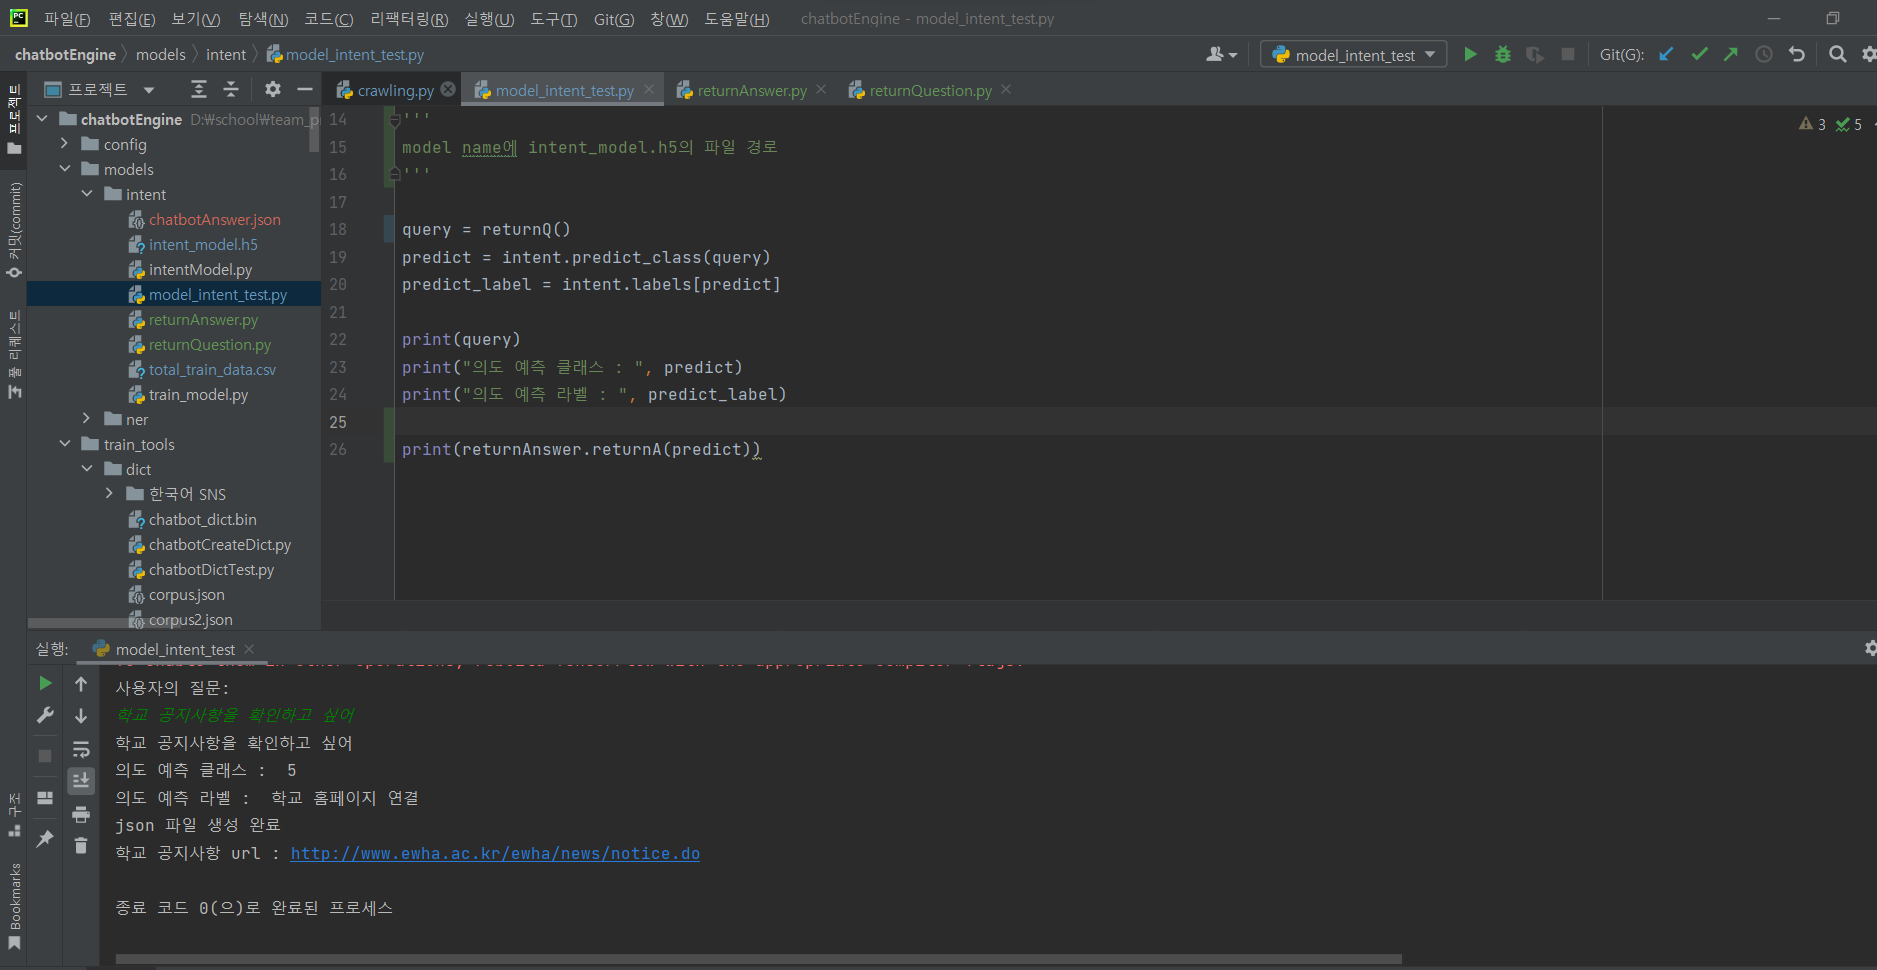 PC 파일(F) 편집(E) 보기(V) 탐색(N) 코드(C) 리팩터링(R) 실행(U) 도구(T) Git(G) 창(W) 도움말(H) chatbotEngine - model_intent_test.py
chatbotEngine models intent model_intent_test.py model_intent_test Git(G):
프로젝트 crawling.py model_intent_test.py returnAnswer.py returnQuestion.py
프로젝트
커밋(commit)
풀 리퀘스트
구조
Bookmarks
chatbotEngine D:₩school₩team_p
config
models
intent
chatbotAnswer.json
intent_model.h5
intentModel.py
model_intent_test.py
returnAnswer.py
returnQuestion.py
total_train_data.csv
train_model.py
ner
train_tools
dict
한국어 SNS
chatbot_dict.bin
chatbotCreateDict.py
chatbotDictTest.py
corpus.json
corpus2.json
3 5
14 '''
15 model name에 intent_model.h5의 파일 경로
16 '''
17
18 query = returnQ()
19 predict = intent.predict_class(query)
20 predict_label = intent.labels[predict]
21
22 print(query)
23 print("의도 예측 클래스 : ", predict)
24 print("의도 예측 라벨 : ", predict_label)
25
26 print(returnAnswer.returnA(predict))
실행: model_intent_test
사용자의 질문:
학교 공지사항을 확인하고 싶어
학교 공지사항을 확인하고 싶어
의도 예측 클래스 :  5
의도 예측 라벨 :  학교 홈페이지 연결
json 파일 생성 완료
학교 공지사항 url : http://www.ewha.ac.kr/ewha/news/notice.do
종료 코드 0(으)로 완료된 프로세스